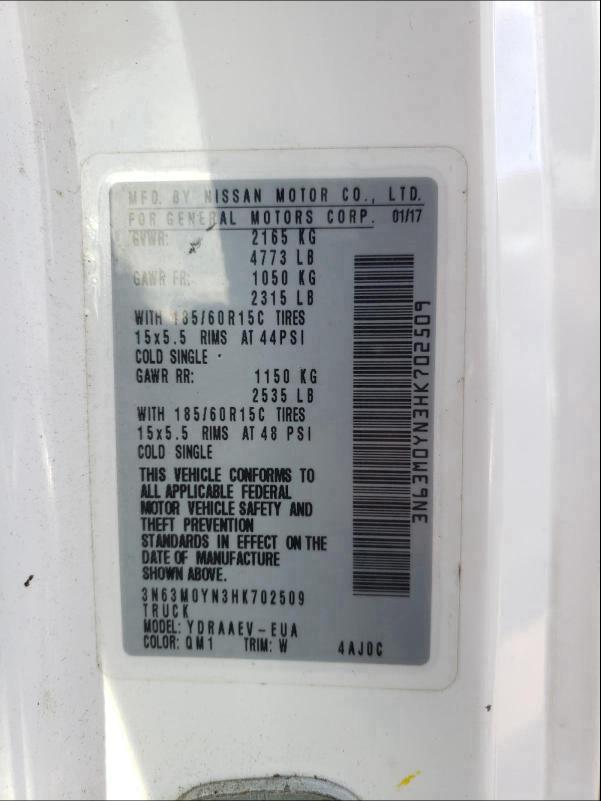 MFD. BY NISSAN MOTOR CO., LTD.
FOR GENERAL MOTORS CORP. 01/17
GVWR: 2165 KG
4773 LB
GAWR FR: 1050 KG
2315 LB
WITH 185/60R15C TIRES
15x5.5 RIMS AT 44PSI
COLD SINGLE
GAWR RR: 1150 KG
2535 LB
WITH 185/60R15C TIRES
15x5.5 RIMS AT 48 PSI
COLD SINGLE
THIS VEHICLE CONFORMS TO
ALL APPLICABLE FEDERAL
MOTOR VEHICLE SAFETY AND
THEFT PREVENTION
STANDARDS IN EFFECT ON THE
DATE OF MANUFACTURE
SHOWN ABOVE.
3N63M0YN3HK702509
TRUCK
MODEL: YDRAAEV-EUA
COLOR: QM1 TRIM: W 4AJ0C
3N63M0YN3HK702509